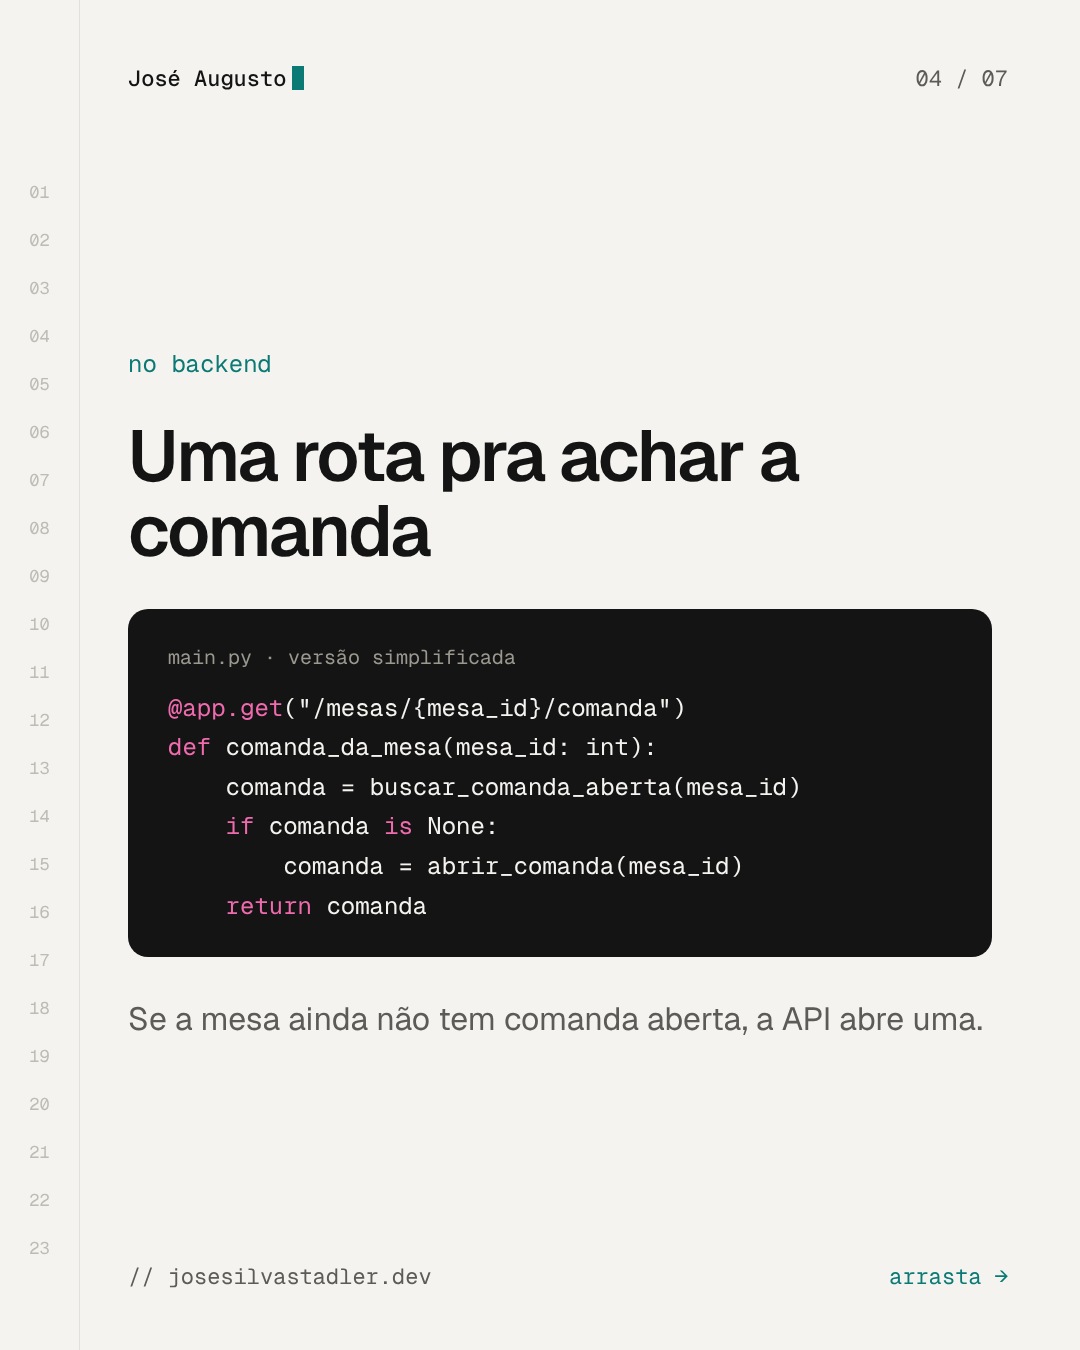 José Augusto
04 / 07
01
02
03
04
05
06
07
08
09
10
11
12
13
14
15
16
17
18
19
20
21
22
23
no backend
Uma rota pra achar a
comanda
main.py · versão simplificada
@app.get("/mesas/{mesa_id}/comanda")
def comanda_da_mesa(mesa_id: int):
    comanda = buscar_comanda_aberta(mesa_id)
    if comanda is None:
        comanda = abrir_comanda(mesa_id)
    return comanda
Se a mesa ainda não tem comanda aberta, a API abre uma.
// josesilvastadler.dev
arrasta →